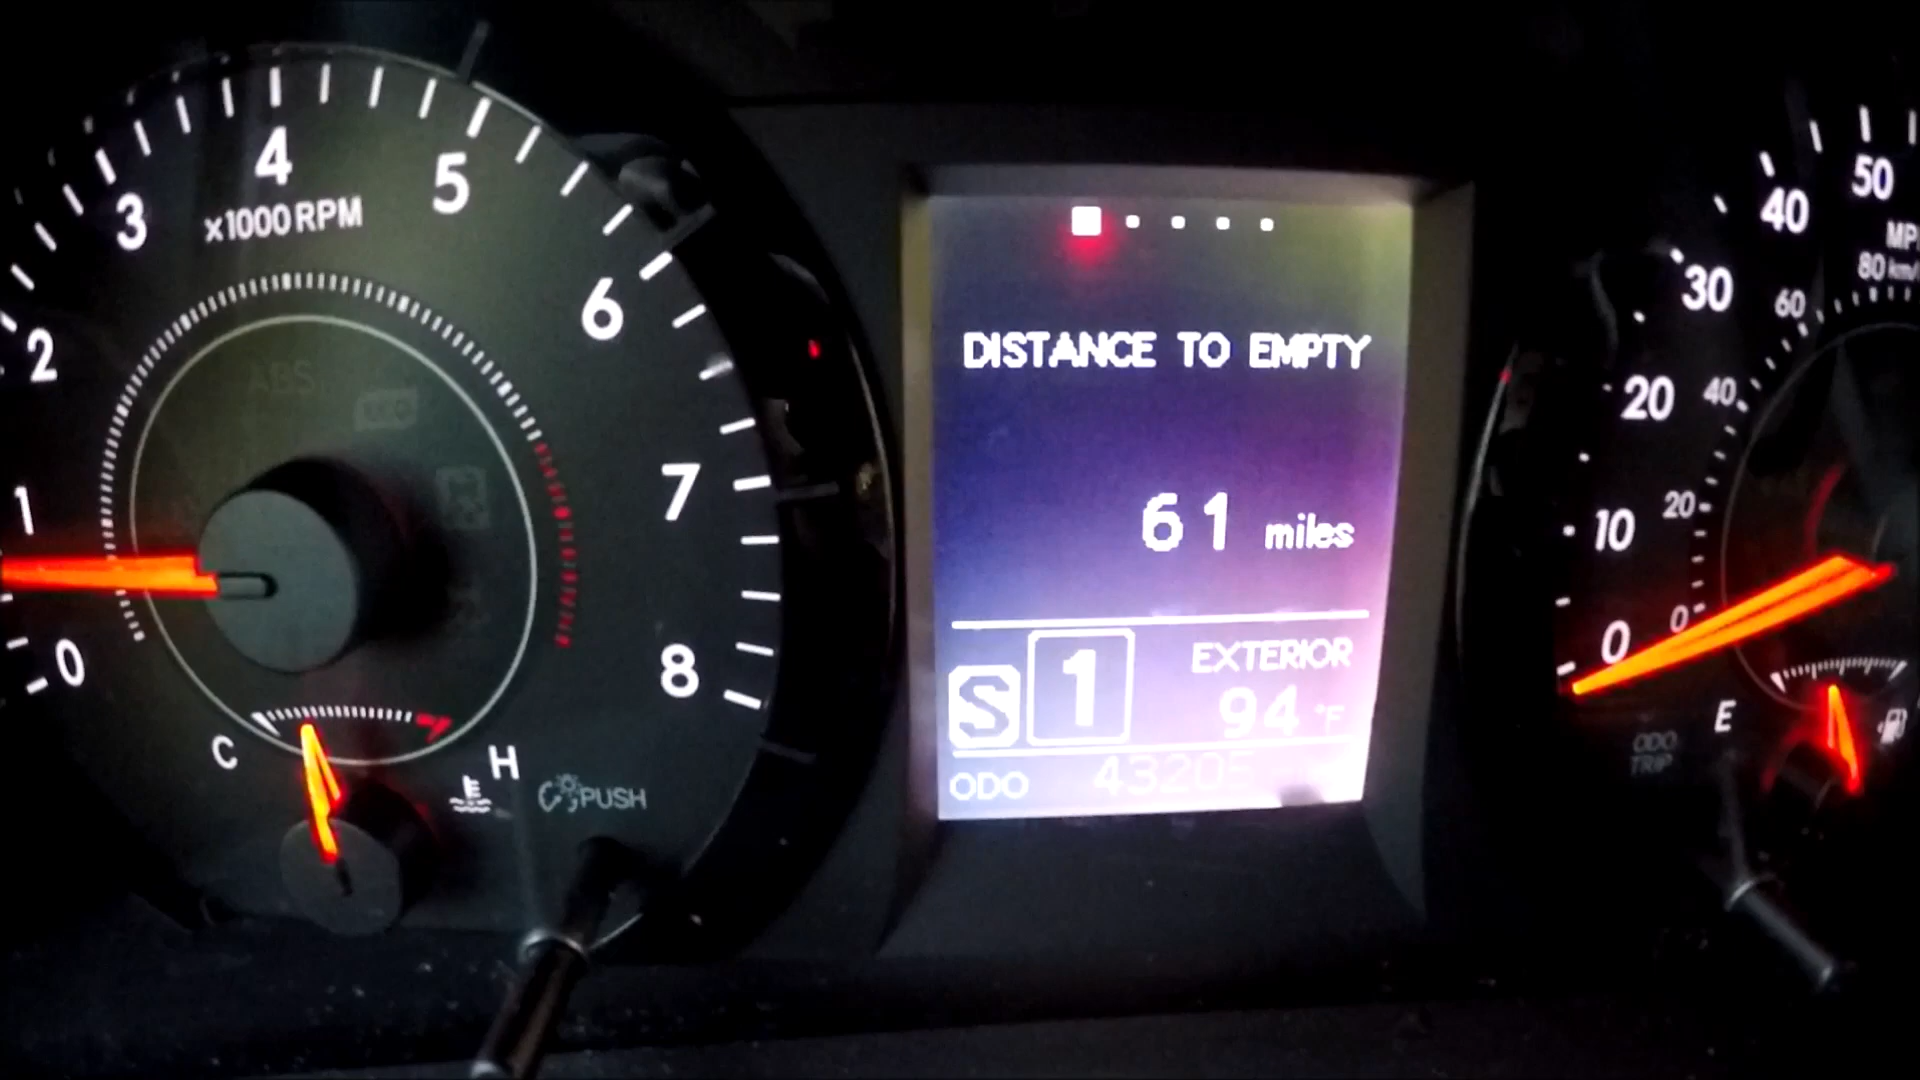 4
3
5
x1000 RPM
6
2
ABS
ECO
1
7
0
8
C
H
PUSH
DISTANCE TO EMPTY
61 miles
S
1
EXTERIOR
94 °F
ODO 43205
50
40
80 km/
30
60
20
40
10
20
0
0
E
ODO
TRIP